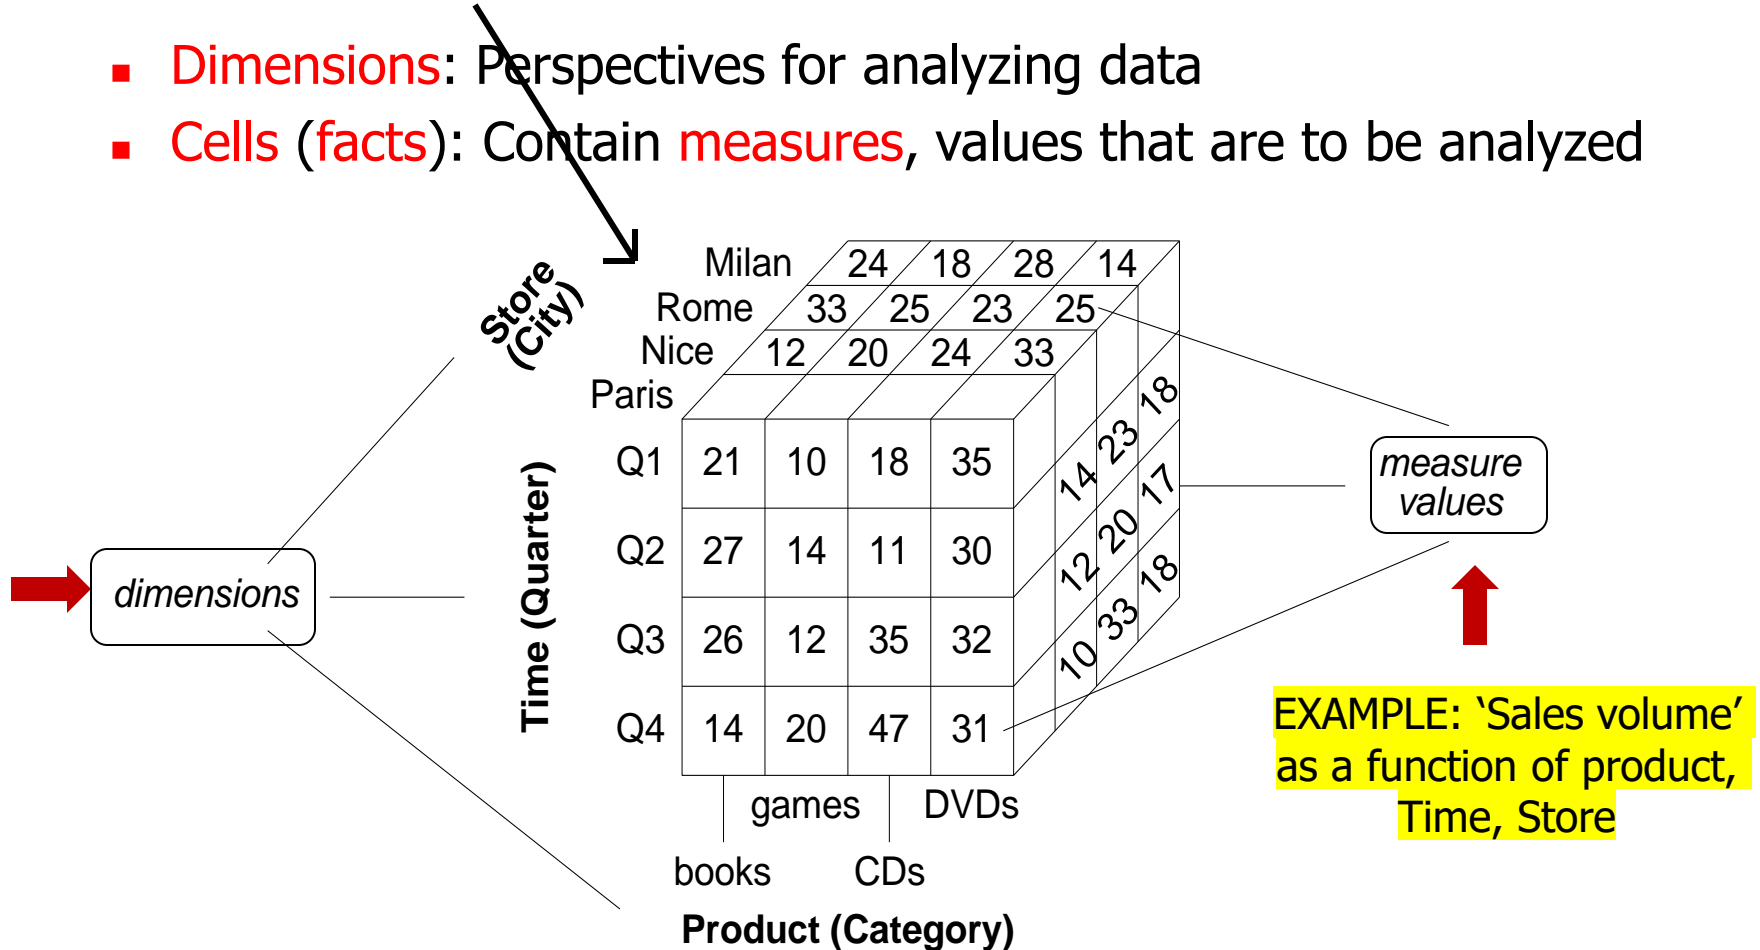 ▪ Dimensions: Perspectives for analyzing data
▪ Cells (facts): Contain measures, values that are to be analyzed
Store
(City)
Milan 24 18 28 14
Rome 33 25 23 25
Nice 12 20 24 33
Paris
Q1 21 10 18 35
Q2 27 14 11 30
Q3 26 12 35 32
Q4 14 20 47 31
14 23 18
12 20 17
10 33 18
Time (Quarter)
dimensions
measure
values
games DVDs
books CDs
Product (Category)
EXAMPLE: ‘Sales volume’
as a function of product,
Time, Store